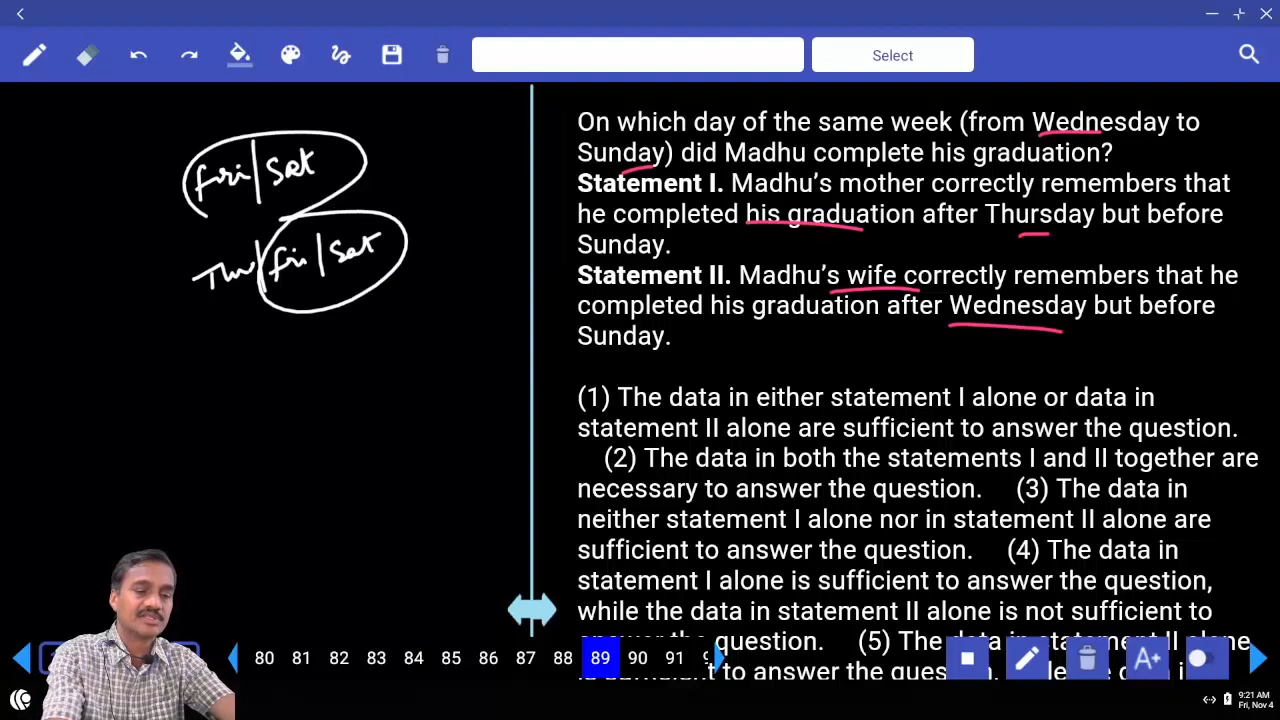 Select
On which day of the same week (from Wednesday to
Sunday) did Madhu complete his graduation?
Statement I. Madhu's mother correctly remembers that
he completed his graduation after Thursday but before
Sunday.
Statement II. Madhu's wife correctly remembers that he
completed his graduation after Wednesday but before
Sunday.
Fri|Sat
Thu|fri|Sat
(1) The data in either statement I alone or data in
statement II alone are sufficient to answer the question.
(2) The data in both the statements I and II together are
necessary to answer the question. (3) The data in
neither statement I alone nor in statement II alone are
sufficient to answer the question. (4) The data in
statement I alone is sufficient to answer the question,
while the data in statement II alone is not sufficient to
answer the question. (5) The data in statement II alone
to answer the
80 81 82 83 84 85 86 87 88 89 90 91
A+
9:21 AM
Fri, Nov 4